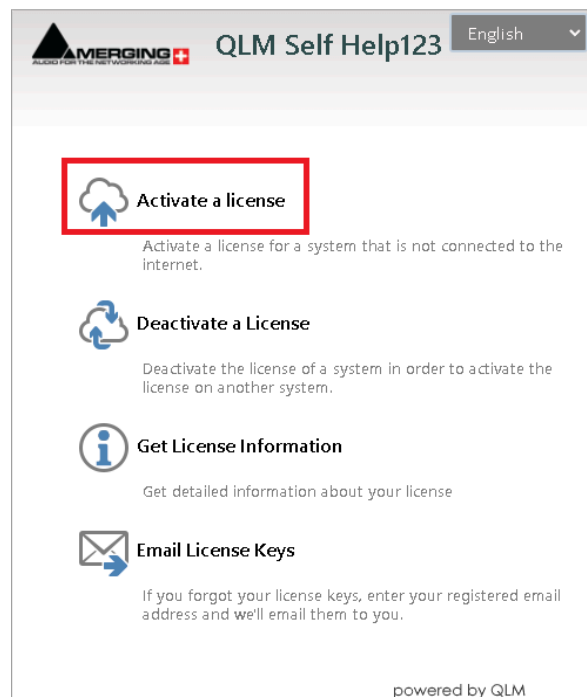 MERGING
AUDIO FOR THE NETWORKING AGE
QLM Self Help123
English
Activate a license
Activate a license for a system that is not connected to the
internet.
Deactivate a License
Deactivate the license of a system in order to activate the
license on another system.
Get License Information
Get detailed information about your license
Email License Keys
If you forgot your license keys, enter your registered email
address and we'll email them to you.
powered by QLM